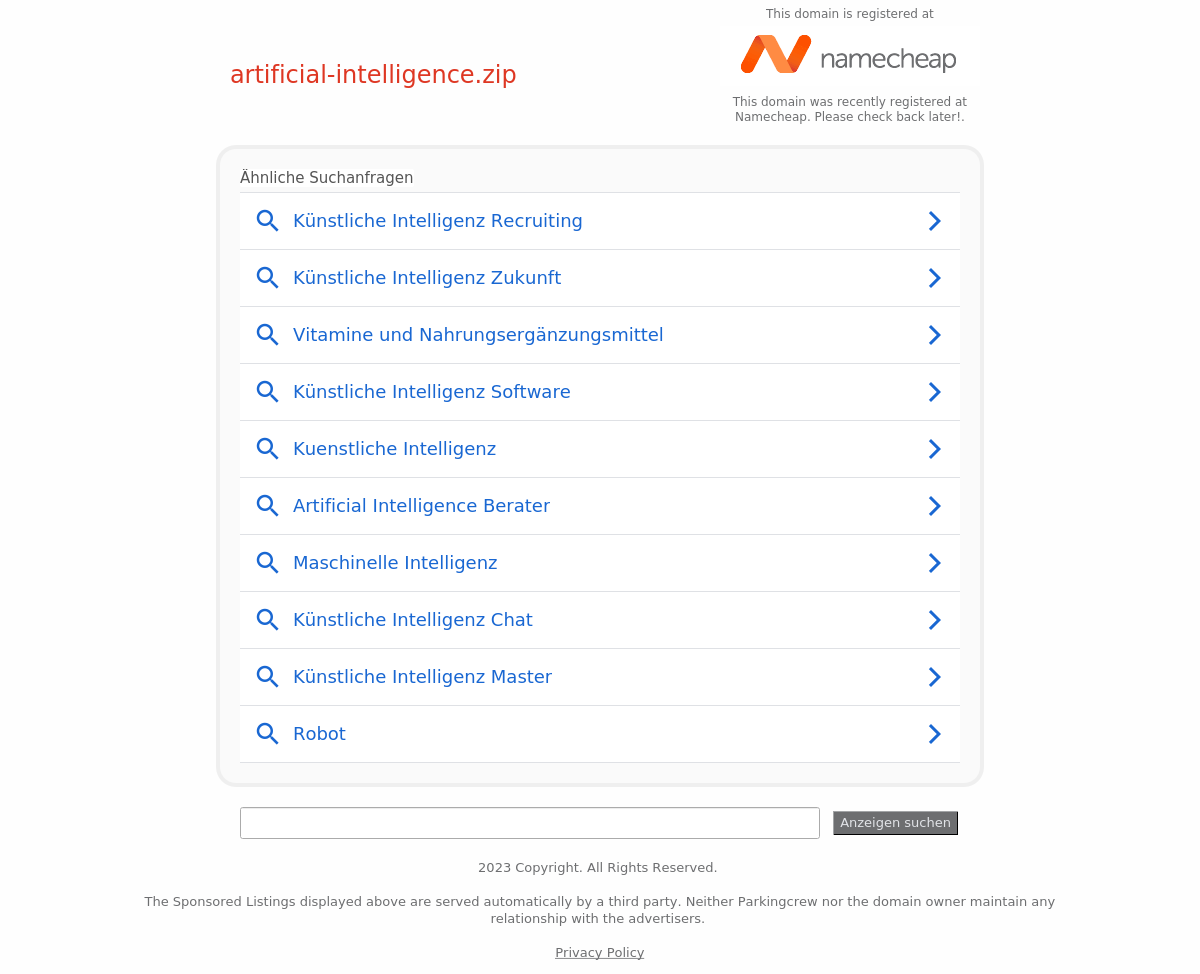 This domain is registered at
namecheap
artificial-intelligence.zip
This domain was recently registered at
Namecheap. Please check back later!.
Ähnliche Suchanfragen
Künstliche Intelligenz Recruiting
Künstliche Intelligenz Zukunft
Vitamine und Nahrungsergänzungsmittel
Künstliche Intelligenz Software
Kuenstliche Intelligenz
Artificial Intelligence Berater
Maschinelle Intelligenz
Künstliche Intelligenz Chat
Künstliche Intelligenz Master
Robot
Anzeigen suchen
2023 Copyright. All Rights Reserved.
The Sponsored Listings displayed above are served automatically by a third party. Neither Parkingcrew nor the domain owner maintain any
relationship with the advertisers.
Privacy Policy